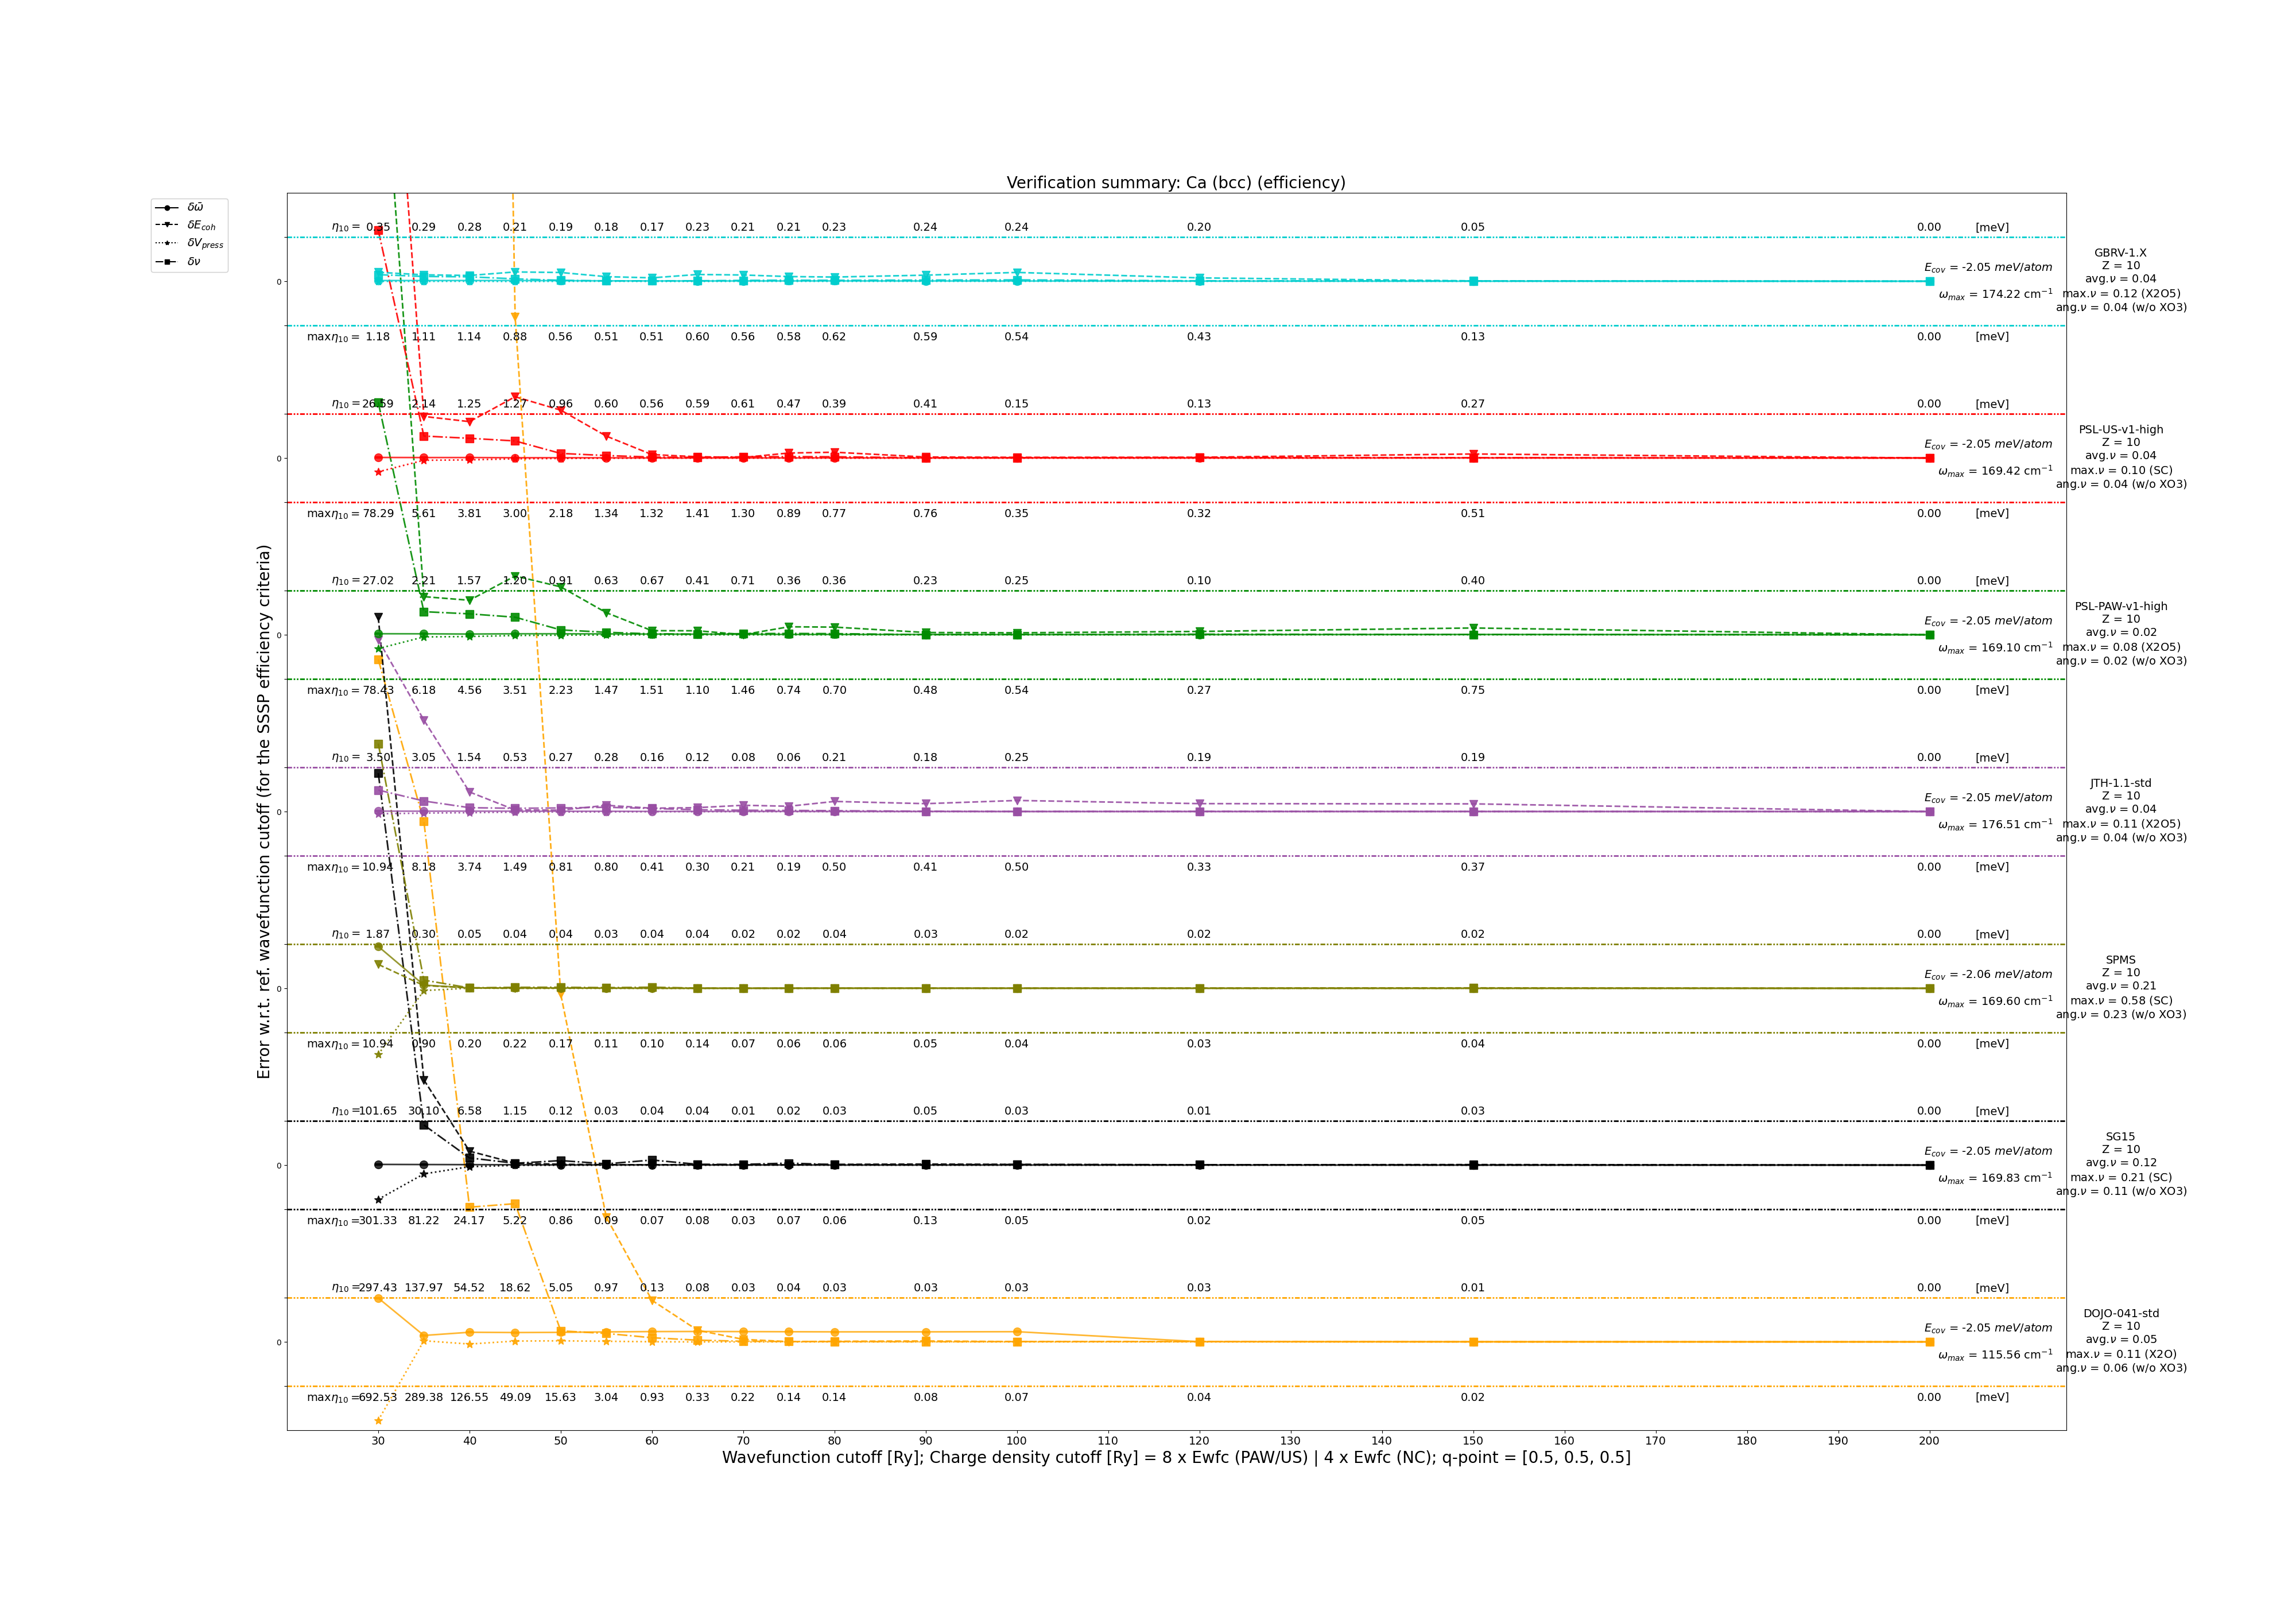 Verification summary: Ca (bcc) (efficiency)
δω̄
δE_coh
δV_press
δν
Error w.r.t. ref. wavefunction cutoff (for the SSSP efficiency criteria)
η₁₀ = 0.35 0.29 0.28 0.21 0.19 0.18 0.17 0.23 0.21 0.21 0.23 0.24 0.24 0.20 0.05 0.00 [meV]
0
E_cov = -2.05 meV/atom
ω_max = 174.22 cm⁻¹
GBRV-1.X
Z = 10
avg.ν = 0.04
max.ν = 0.12 (X2O5)
ang.ν = 0.04 (w/o XO3)
maxη₁₀ = 1.18 1.11 1.14 0.88 0.56 0.51 0.51 0.60 0.56 0.58 0.62 0.59 0.54 0.43 0.13 0.00 [meV]
η₁₀ = 26.59 2.14 1.25 1.27 0.96 0.60 0.56 0.59 0.61 0.47 0.39 0.41 0.15 0.13 0.27 0.00 [meV]
0
E_cov = -2.05 meV/atom
ω_max = 169.42 cm⁻¹
PSL-US-v1-high
Z = 10
avg.ν = 0.04
max.ν = 0.10 (SC)
ang.ν = 0.04 (w/o XO3)
maxη₁₀ = 78.29 5.61 3.81 3.00 2.18 1.34 1.32 1.41 1.30 0.89 0.77 0.76 0.35 0.32 0.51 0.00 [meV]
η₁₀ = 27.02 2.21 1.57 1.20 0.91 0.63 0.67 0.41 0.71 0.36 0.36 0.23 0.25 0.10 0.40 0.00 [meV]
0
E_cov = -2.05 meV/atom
ω_max = 169.10 cm⁻¹
PSL-PAW-v1-high
Z = 10
avg.ν = 0.02
max.ν = 0.08 (X2O5)
ang.ν = 0.02 (w/o XO3)
maxη₁₀ = 78.43 6.18 4.56 3.51 2.23 1.47 1.51 1.10 1.46 0.74 0.70 0.48 0.54 0.27 0.75 0.00 [meV]
η₁₀ = 3.50 3.05 1.54 0.53 0.27 0.28 0.16 0.12 0.08 0.06 0.21 0.18 0.25 0.19 0.19 0.00 [meV]
0
E_cov = -2.05 meV/atom
ω_max = 176.51 cm⁻¹
JTH-1.1-std
Z = 10
avg.ν = 0.04
max.ν = 0.11 (X2O5)
ang.ν = 0.04 (w/o XO3)
maxη₁₀ = 10.94 8.18 3.74 1.49 0.81 0.80 0.41 0.30 0.21 0.19 0.50 0.41 0.50 0.33 0.37 0.00 [meV]
η₁₀ = 1.87 0.30 0.05 0.04 0.04 0.03 0.04 0.04 0.02 0.02 0.04 0.03 0.02 0.02 0.02 0.00 [meV]
0
E_cov = -2.06 meV/atom
ω_max = 169.60 cm⁻¹
SPMS
Z = 10
avg.ν = 0.21
max.ν = 0.58 (SC)
ang.ν = 0.23 (w/o XO3)
maxη₁₀ = 10.94 0.90 0.20 0.22 0.17 0.11 0.10 0.14 0.07 0.06 0.06 0.05 0.04 0.03 0.04 0.00 [meV]
η₁₀ = 101.65 30.10 6.58 1.15 0.12 0.03 0.04 0.04 0.01 0.02 0.03 0.05 0.03 0.01 0.03 0.00 [meV]
0
E_cov = -2.05 meV/atom
ω_max = 169.83 cm⁻¹
SG15
Z = 10
avg.ν = 0.12
max.ν = 0.21 (SC)
ang.ν = 0.11 (w/o XO3)
maxη₁₀ = 301.33 81.22 24.17 5.22 0.86 0.09 0.07 0.08 0.03 0.07 0.06 0.13 0.05 0.02 0.05 0.00 [meV]
η₁₀ = 297.43 137.97 54.52 18.62 5.05 0.97 0.13 0.08 0.03 0.04 0.03 0.03 0.03 0.03 0.01 0.00 [meV]
0
E_cov = -2.05 meV/atom
ω_max = 115.56 cm⁻¹
DOJO-041-std
Z = 10
avg.ν = 0.05
max.ν = 0.11 (X2O)
ang.ν = 0.06 (w/o XO3)
maxη₁₀ = 692.53 289.38 126.55 49.09 15.63 3.04 0.93 0.33 0.22 0.14 0.14 0.08 0.07 0.04 0.02 0.00 [meV]
30 40 50 60 70 80 90 100 110 120 130 140 150 160 170 180 190 200
Wavefunction cutoff [Ry]; Charge density cutoff [Ry] = 8 x Ewfc (PAW/US) | 4 x Ewfc (NC); q-point = [0.5, 0.5, 0.5]